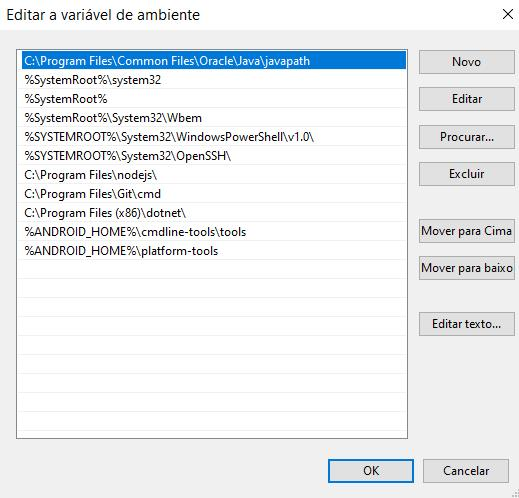 Editar a variável de ambiente
C:\Program Files\Common Files\Oracle\Java\javapath
%SystemRoot%\system32
%SystemRoot%
%SystemRoot%\System32\Wbem
%SYSTEMROOT%\System32\WindowsPowerShell\v1.0\
%SYSTEMROOT%\System32\OpenSSH\
C:\Program Files\nodejs\
C:\Program Files\Git\cmd
C:\Program Files (x86)\dotnet\
%ANDROID_HOME%\cmdline-tools\tools
%ANDROID_HOME%\platform-tools
Novo
Editar
Procurar...
Excluir
Mover para Cima
Mover para baixo
Editar texto...
OK
Cancelar